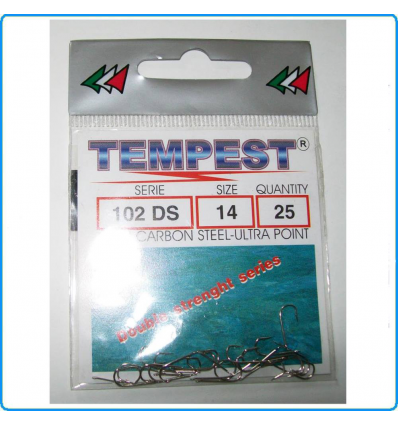 TEMPEST®
SERIE SIZE QUANTITY
102 DS 14 25
CARBON STEEL-ULTRA POINT
Double strenght series